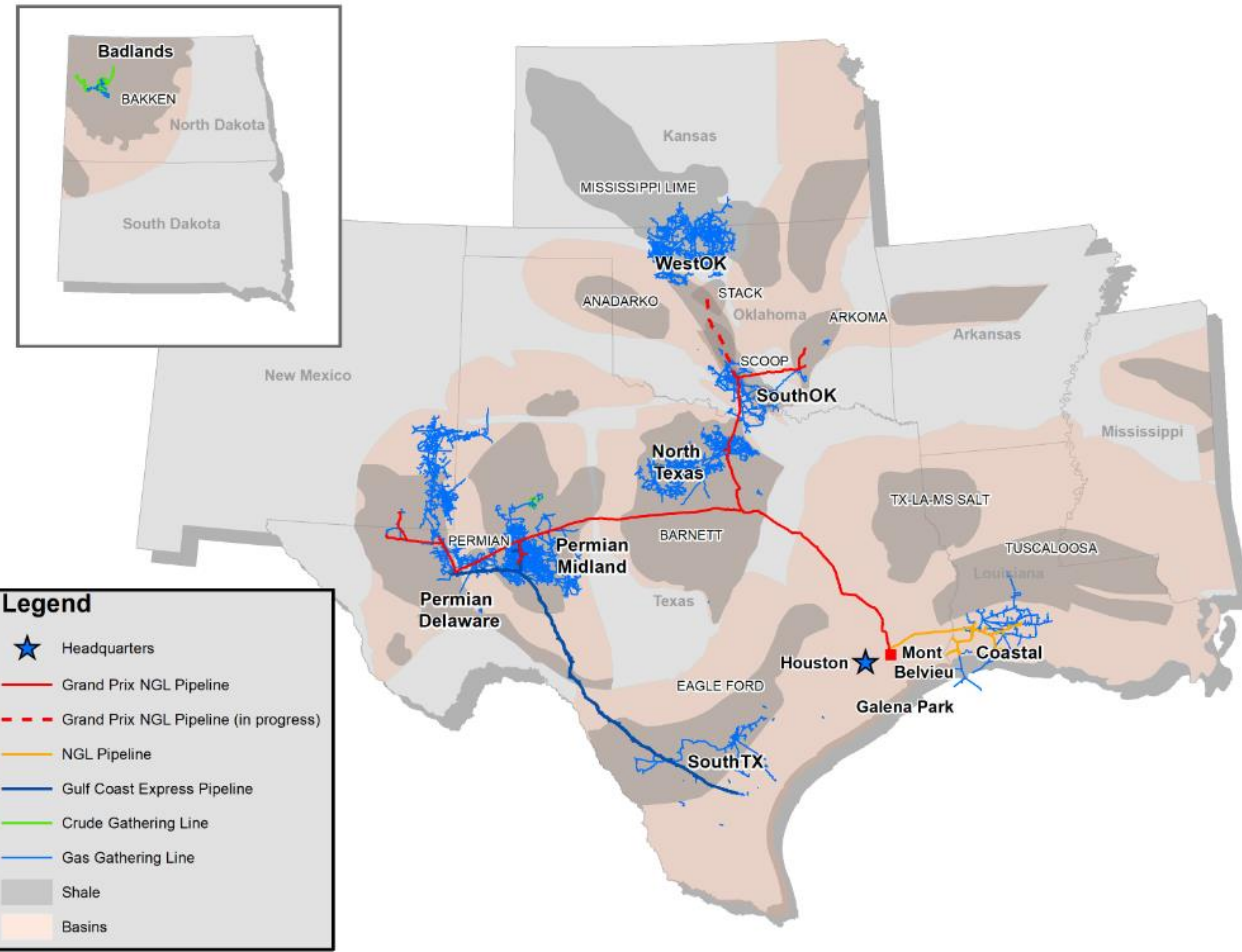 Badlands
BAKKEN
North Dakota
South Dakota
Kansas
MISSISSIPPI LIME
WestOK
STACK
ANADARKO
Oklahoma
ARKOMA
Arkansas
SCOOP
New Mexico
SouthOK
Mississippi
North
Texas
TX-LA-MS SALT
BARNETT
PERMIAN
Permian
Midland
TUSCALOOSA
Louisiana
Texas
Permian
Delaware
Houston
Mont
Belvieu
Coastal
EAGLE FORD
Galena Park
SouthTX
Legend
Headquarters
Grand Prix NGL Pipeline
Grand Prix NGL Pipeline (in progress)
NGL Pipeline
Gulf Coast Express Pipeline
Crude Gathering Line
Gas Gathering Line
Shale
Basins